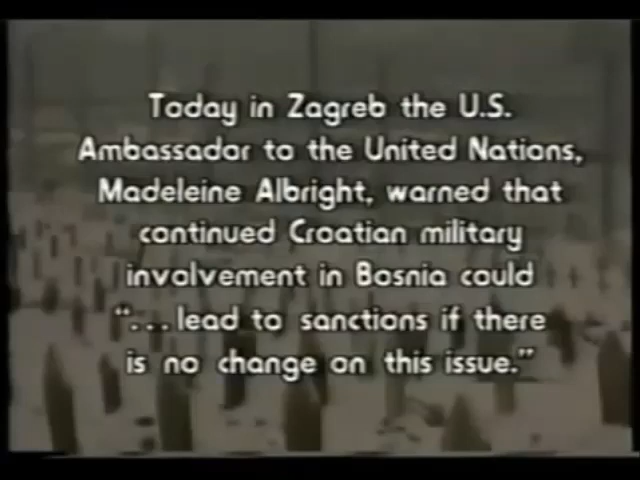 Today in Zagreb the U.S.
Ambassador to the United Nations,
Madeleine Albright, warned that
continued Croatian military
involvement in Bosnia could
“...lead to sanctions if there
is no change on this issue.”